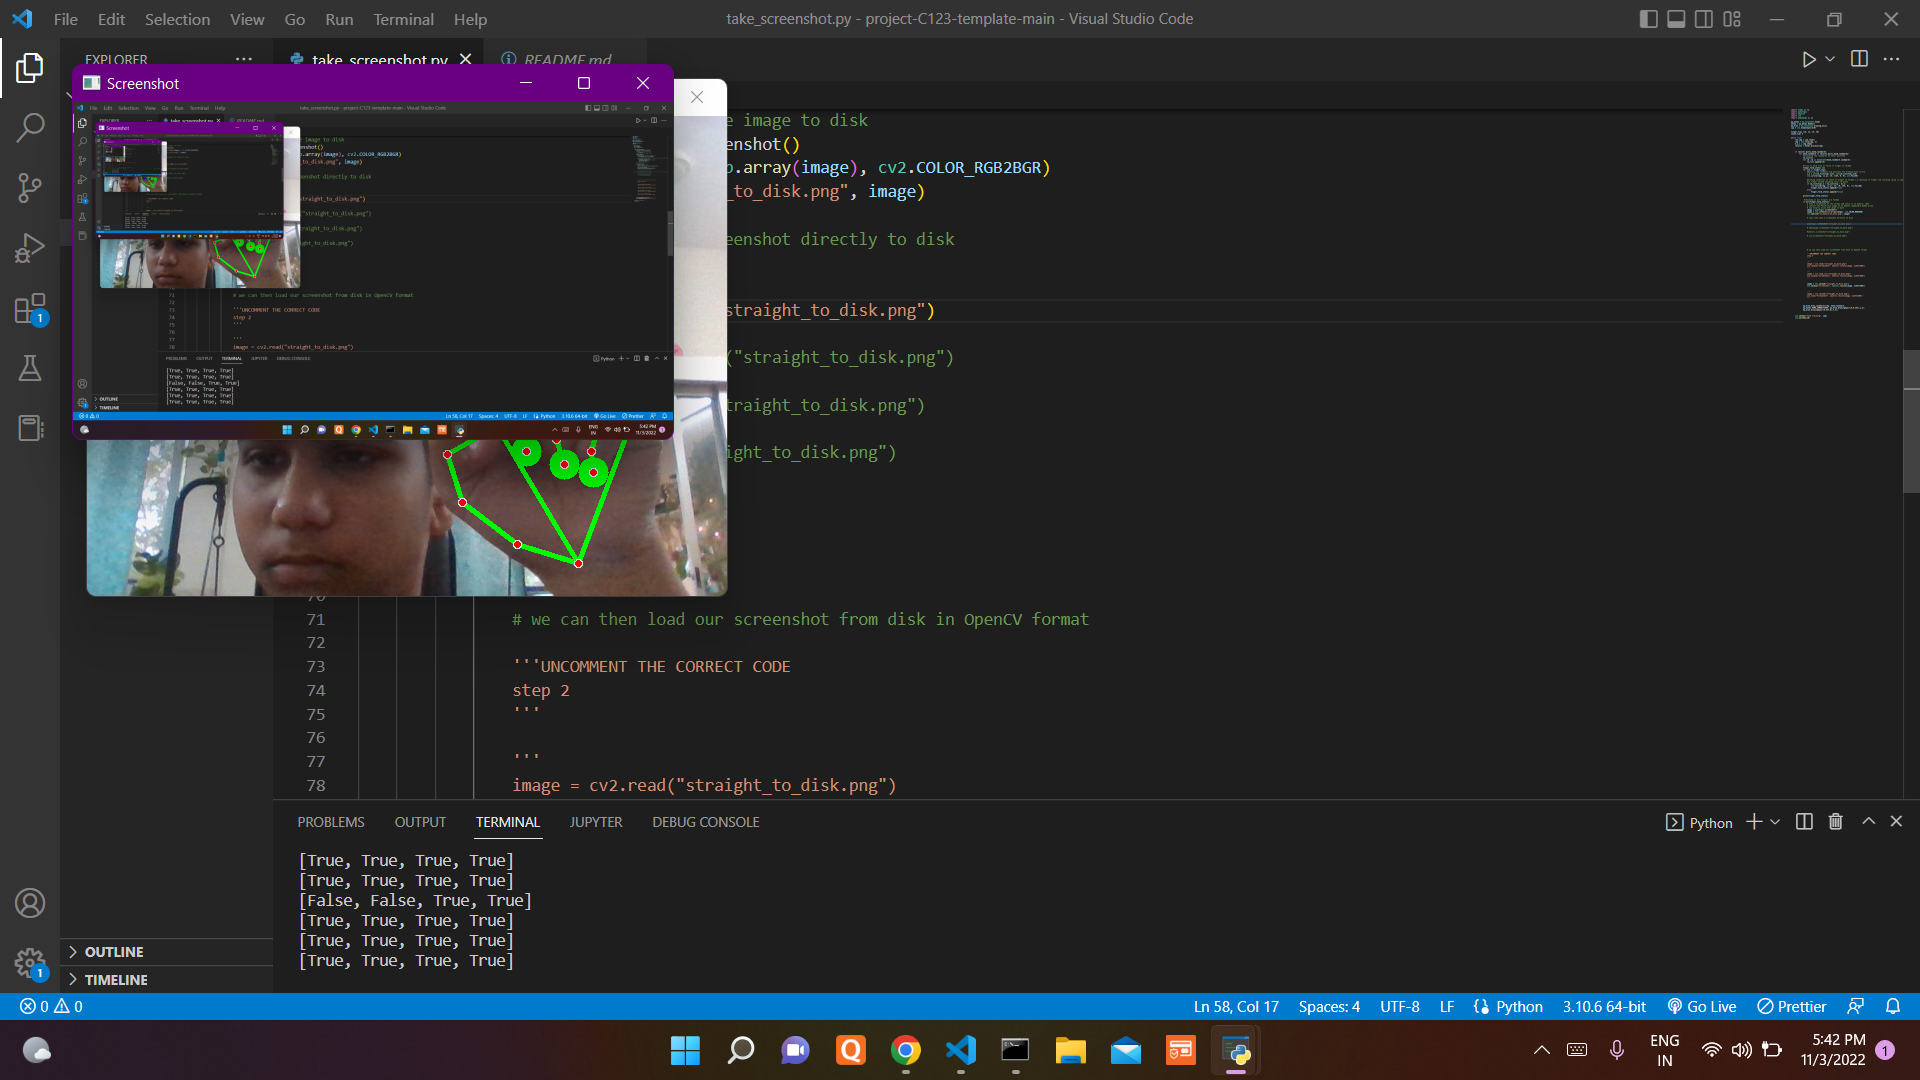 File Edit Selection View Go Run Terminal Help
take_screenshot.py - project-C123-template-main - Visual Studio Code
EXPLORER
take_screenshot.py
README.md
Screenshot
e image to disk
enshot()
p.array(image), cv2.COLOR_RGB2BGR)
_to_disk.png", image)
eenshot directly to disk
straight_to_disk.png")
("straight_to_disk.png")
traight_to_disk.png")
ight_to_disk.png")
70
71 # we can then load our screenshot from disk in OpenCV format
72
73 '''UNCOMMENT THE CORRECT CODE
74 step 2
75 '''
76
77 '''
78 image = cv2.read("straight_to_disk.png")
PROBLEMS OUTPUT TERMINAL JUPYTER DEBUG CONSOLE
Python
[True, True, True, True]
[True, True, True, True]
[False, False, True, True]
[True, True, True, True]
[True, True, True, True]
[True, True, True, True]
OUTLINE
TIMELINE
0 0
Ln 58, Col 17 Spaces: 4 UTF-8 LF Python 3.10.6 64-bit Go Live Prettier
ENG
IN
5:42 PM
11/3/2022
1